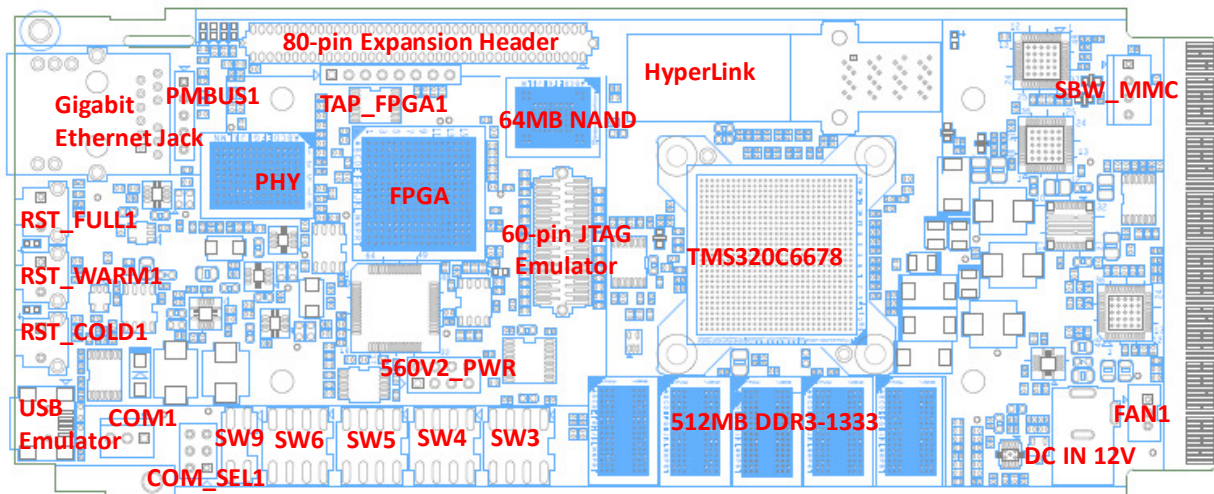 80-pin Expansion Header
HyperLink
Gigabit
Ethernet Jack
PMBUS1
TAP_FPGA1
64MB NAND
SBW_MMC
PHY
FPGA
RST_FULL1
60-pin JTAG
Emulator
TMS320C6678
RST_WARM1
RST_COLD1
560V2_PWR
USB
Emulator
COM1
SW9
SW6
SW5
SW4
SW3
512MB DDR3-1333
FAN1
COM_SEL1
DC IN 12V